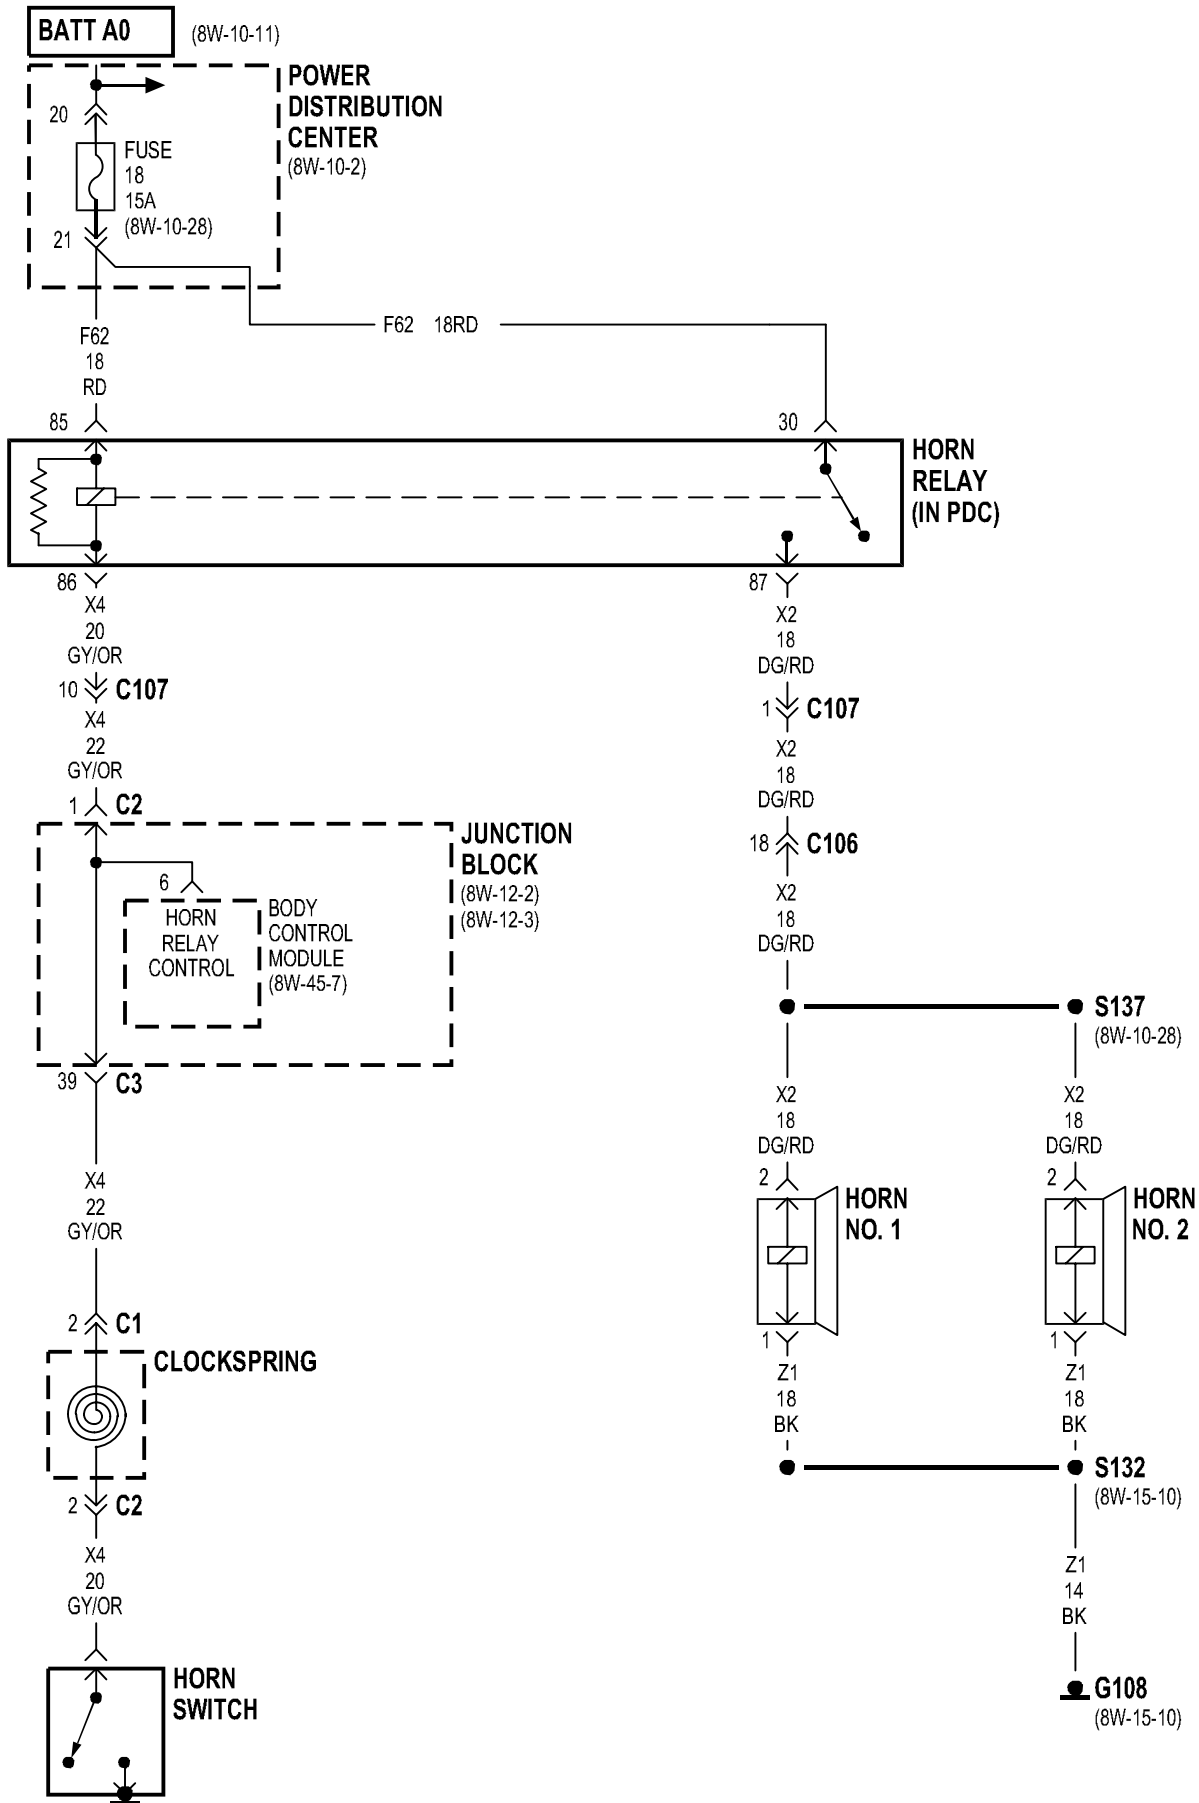 BATT A0
(8W-10-11)
POWER
DISTRIBUTION
CENTER
(8W-10-2)
20
FUSE
18
15A
(8W-10-28)
21
F62 18RD
F62
18
RD
85
30
HORN
RELAY
(IN PDC)
86
X4
20
GY/OR
10
C107
X4
22
GY/OR
1
C2
87
X2
18
DG/RD
1
C107
X2
18
DG/RD
18
C106
X2
18
DG/RD
JUNCTION
BLOCK
(8W-12-2)
(8W-12-3)
6
HORN
RELAY
CONTROL
BODY
CONTROL
MODULE
(8W-45-7)
39
C3
X4
22
GY/OR
2
C1
CLOCKSPRING
2
C2
X4
20
GY/OR
HORN
SWITCH
S137
(8W-10-28)
X2
18
DG/RD
2
HORN
NO. 1
1
Z1
18
BK
X2
18
DG/RD
2
HORN
NO. 2
1
Z1
18
BK
S132
(8W-15-10)
Z1
14
BK
G108
(8W-15-10)